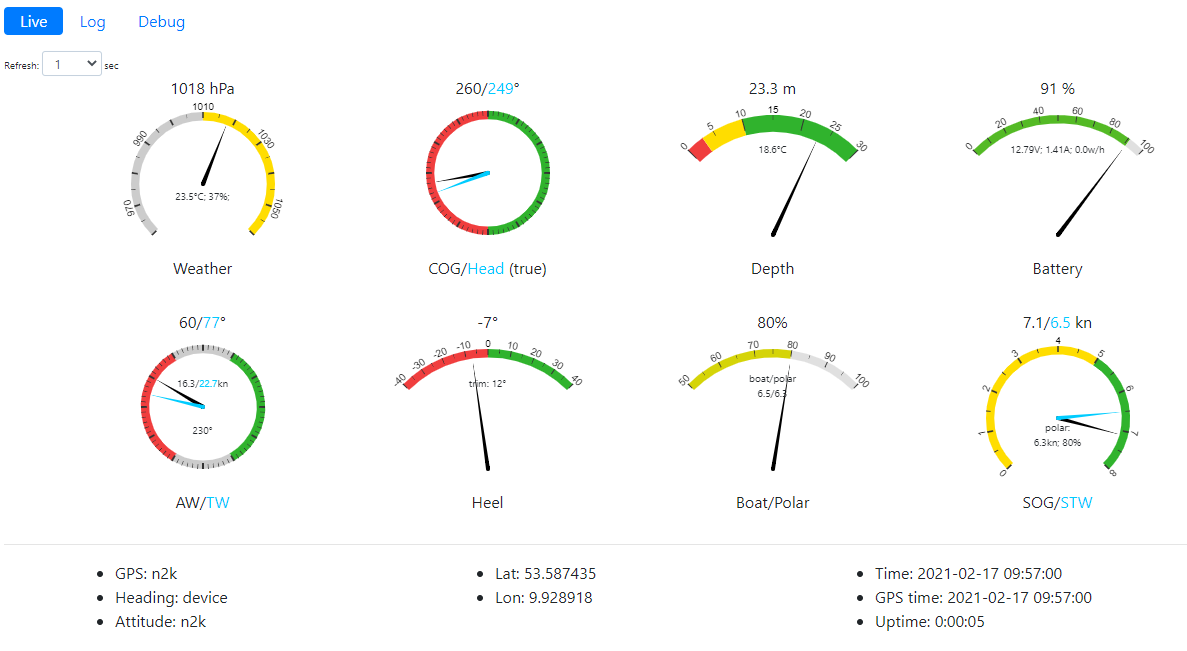 Live Log Debug
Refresh: 1 sec
1018 hPa
970 990 1010 1030 1050
23.5°C; 37%;
Weather
260/249°
COG/Head (true)
23.3 m
0 5 10 15 20 25 30
18.6°C
Depth
91 %
0 20 40 60 80 100
12.79V; 1.41A; 0.0w/h
Battery
60/77°
16.3/22.7kn
230°
AW/TW
-7°
-40 -30 -20 -10 0 10 20 30 40
trim: 12°
Heel
80%
50 60 70 80 90 100
boat/polar
6.5/6.3
Boat/Polar
7.1/6.5 kn
0 1 2 3 4 5 6 7 8
polar:
6.3kn; 80%
SOG/STW
GPS: n2k
Heading: device
Attitude: n2k
Lat: 53.587435
Lon: 9.928918
Time: 2021-02-17 09:57:00
GPS time: 2021-02-17 09:57:00
Uptime: 0:00:05